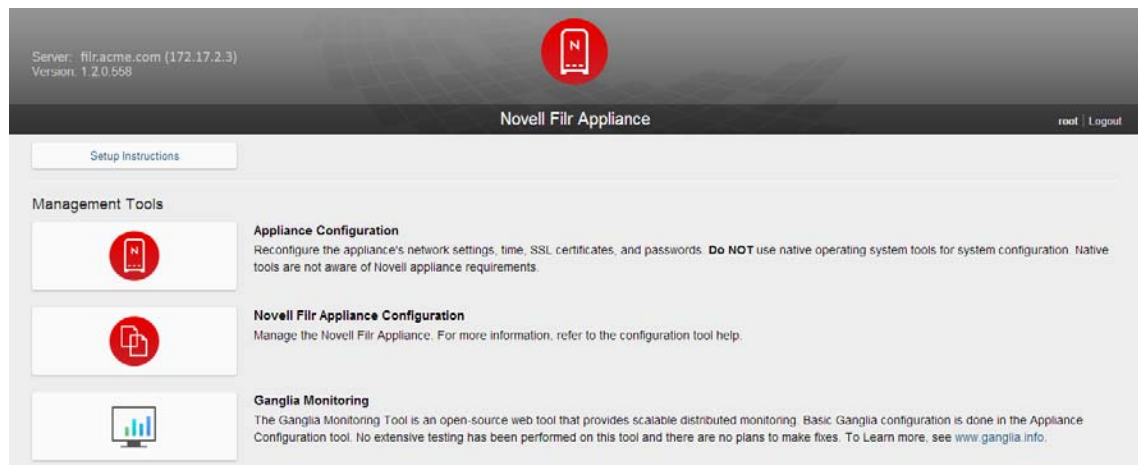 Server: filr.acme.com (172.17.2.3)
Version: 1.2.0.558
N
Novell Filr Appliance
root | Logout
Setup Instructions
Management Tools
N
Appliance Configuration
Reconfigure the appliance's network settings, time, SSL certificates, and passwords. Do NOT use native operating system tools for system configuration. Native
tools are not aware of Novell appliance requirements.
Novell Filr Appliance Configuration
Manage the Novell Filr Appliance. For more information, refer to the configuration tool help.
Ganglia Monitoring
The Ganglia Monitoring Tool is an open-source web tool that provides scalable distributed monitoring. Basic Ganglia configuration is done in the Appliance
Configuration tool. No extensive testing has been performed on this tool and there are no plans to make fixes. To Learn more, see www.ganglia.info.